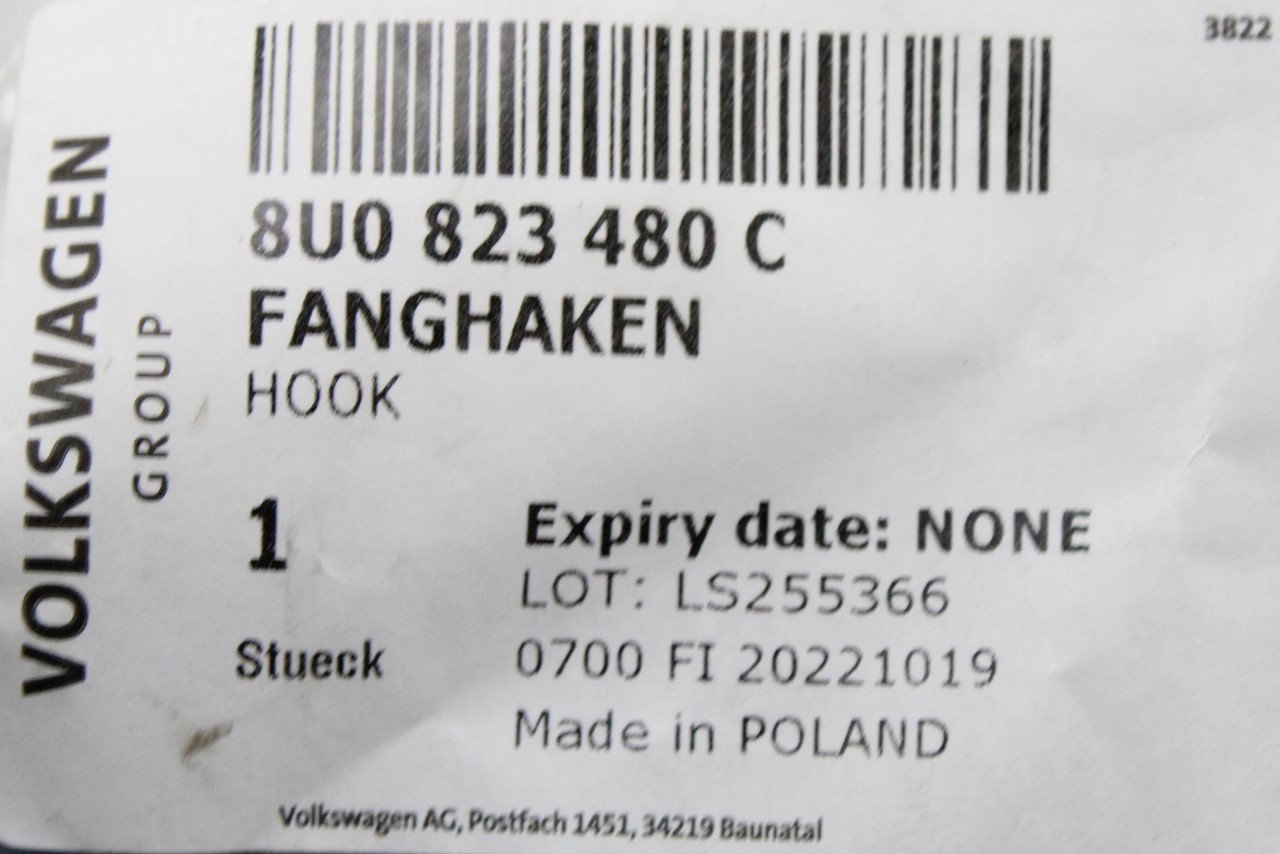 3822
VOLKSWAGEN
GROUP
8U0 823 480 C
FANGHAKEN
HOOK
1
Stueck
Expiry date: NONE
LOT: LS255366
0700 FI 20221019
Made in POLAND
Volkswagen AG, Postfach 1451, 34219 Baunatal